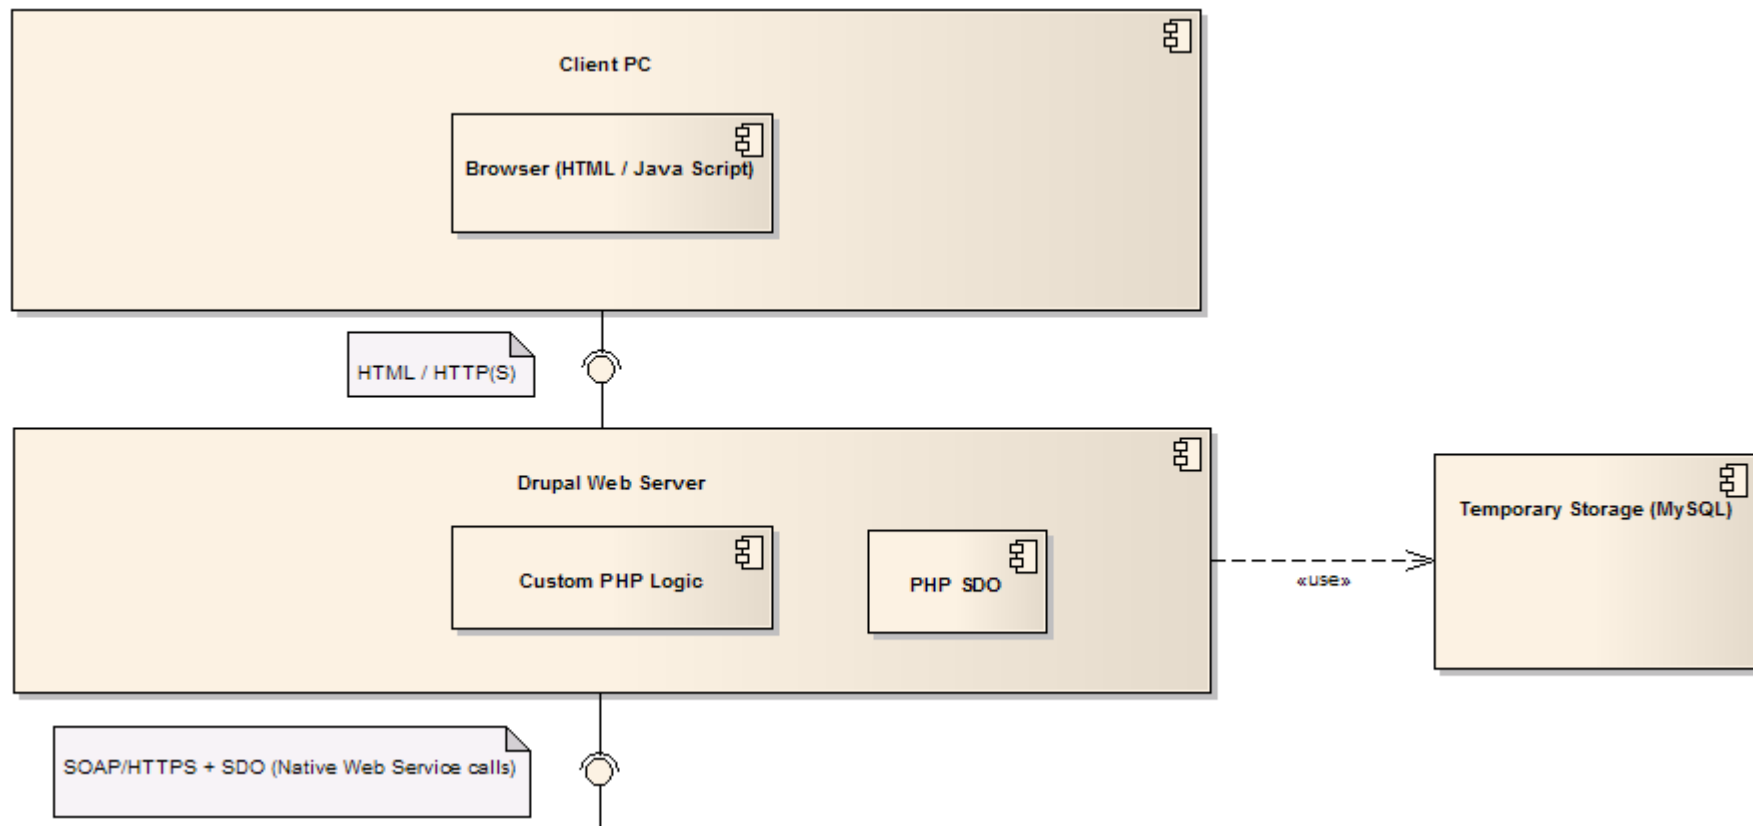 Client PC
Browser (HTML / Java Script)
HTML / HTTP(S)
Drupal Web Server
Custom PHP Logic
PHP SDO
«use»
Temporary Storage (MySQL)
SOAP/HTTPS + SDO (Native Web Service calls)